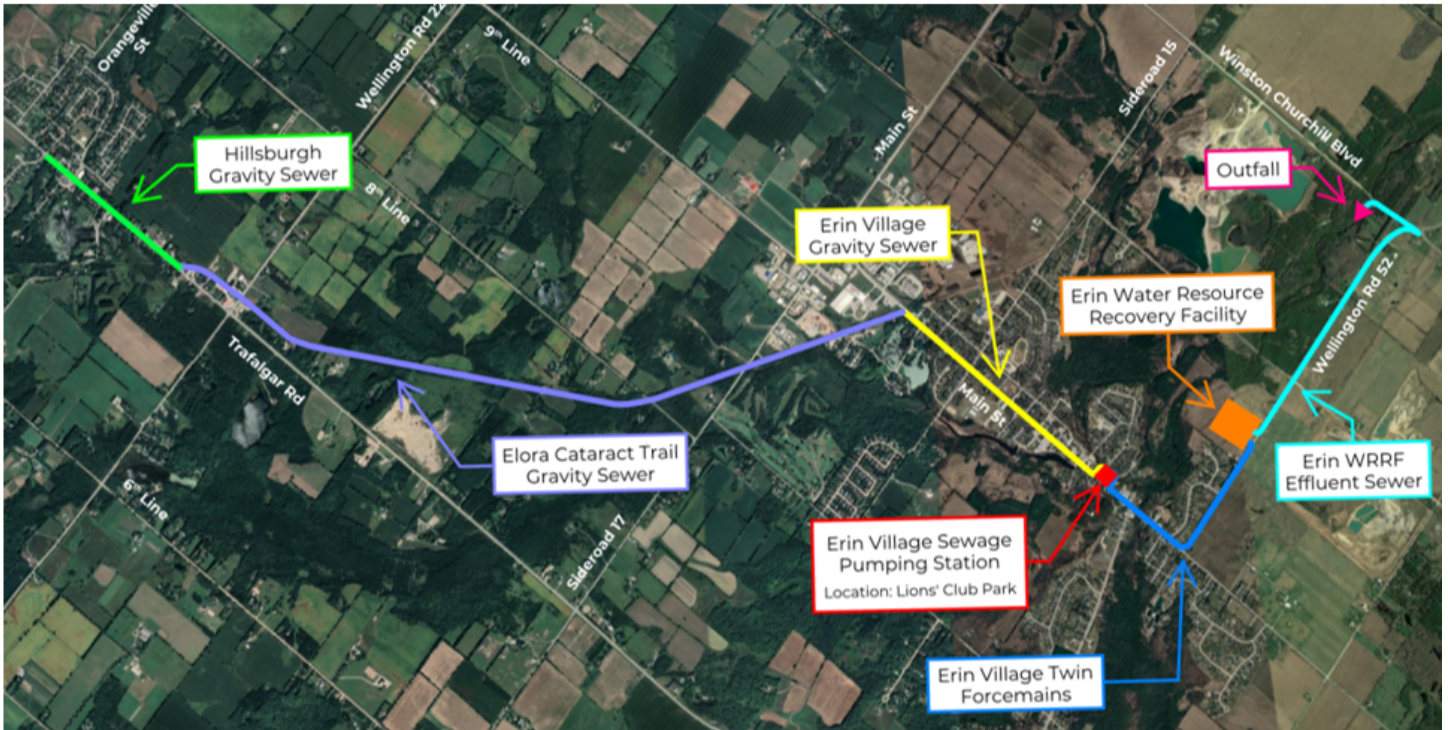 Orangeville
St
Wellington Rd 22
9th Line
Hillsburgh
Gravity Sewer
8th Line
Main St
Sideroad 15
Winston Churchill Blvd
Outfall
Erin Village
Gravity Sewer
Erin Water Resource
Recovery Facility
Wellington Rd 52
Trafalgar Rd
Main St
Elora Cataract Trail
Gravity Sewer
6th Line
Sideroad 17
Erin WRRF
Effluent Sewer
Erin Village Sewage
Pumping Station
Location: Lions' Club Park
Erin Village Twin
Forcemains